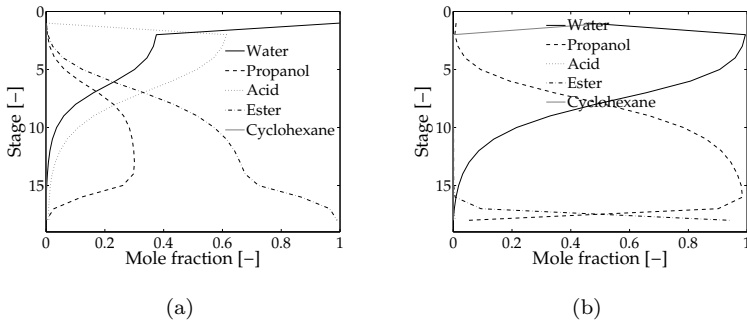 0
5
10
15
Stage [–]
0
0.2
0.4
0.6
0.8
1
Mole fraction [–]
Water
Propanol
Acid
Ester
Cyclohexane
(a)
0
5
10
15
Stage [–]
0
0.2
0.4
0.6
0.8
1
Mole fraction [–]
Water
Propanol
Acid
Ester
Cyclohexane
(b)